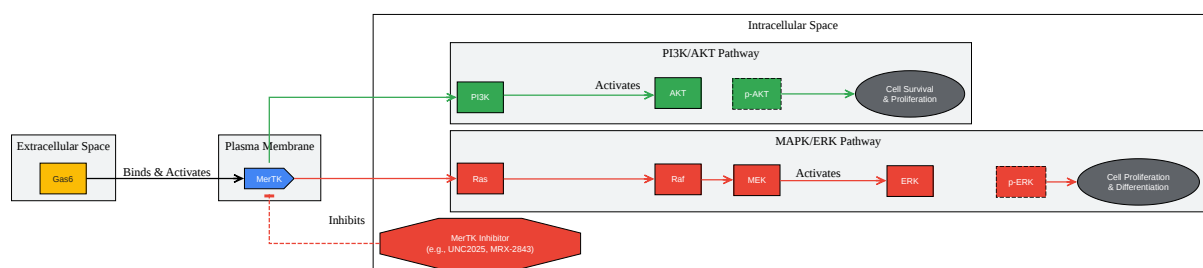 Intracellular Space
PI3K/AKT Pathway
PI3K
Activates
AKT
p-AKT
Cell Survival
& Proliferation
Extracellular Space
Gas6
Binds & Activates
Plasma Membrane
MerTK
MAPK/ERK Pathway
Ras
Raf
MEK
Activates
ERK
p-ERK
Cell Proliferation
& Differentiation
Inhibits
MerTK Inhibitor
(e.g., UNC2025, MRX-2843)